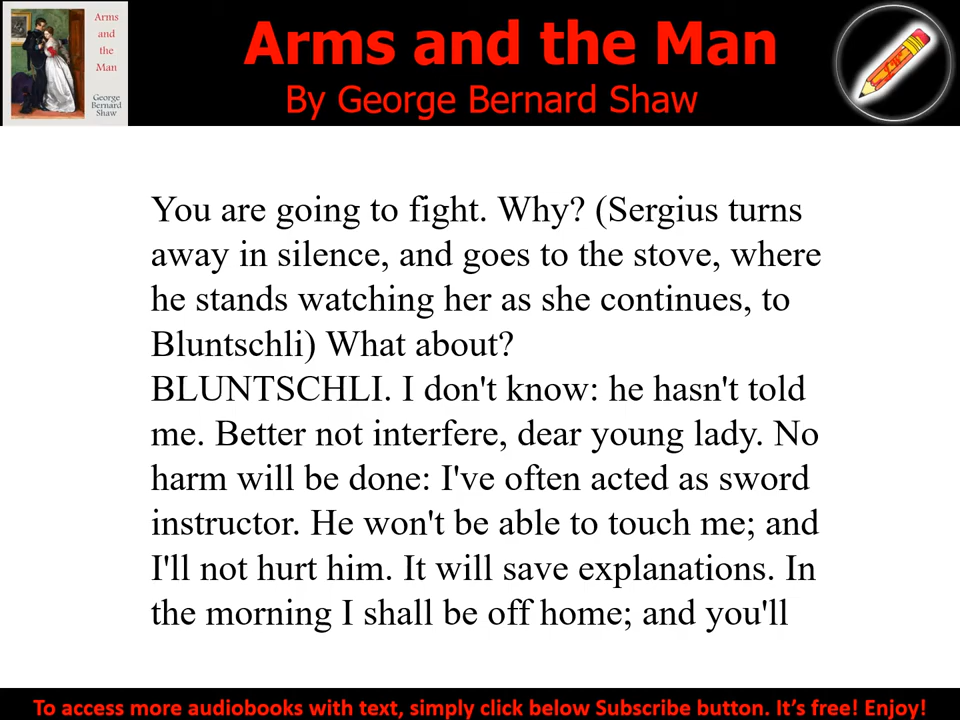 Arms
and
the
Man
George
Bernard
Shaw
Arms and the Man
By George Bernard Shaw
You are going to fight. Why? (Sergius turns
away in silence, and goes to the stove, where
he stands watching her as she continues, to
Bluntschli) What about?
BLUNTSCHLI. I don't know: he hasn't told
me. Better not interfere, dear young lady. No
harm will be done: I've often acted as sword
instructor. He won't be able to touch me; and
I'll not hurt him. It will save explanations. In
the morning I shall be off home; and you'll
To access more audiobooks with text, simply click below Subscribe button. It's free! Enjoy!